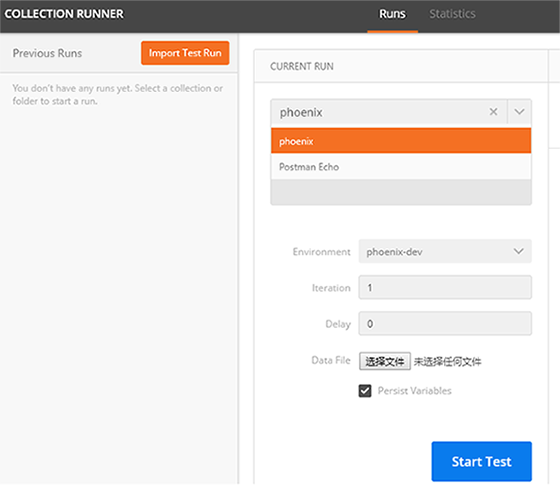 COLLECTION RUNNER
Runs
Statistics
Previous Runs
Import Test Run
You don't have any runs yet. Select a collection or
folder to start a run.
CURRENT RUN
phoenix
phoenix
Postman Echo
Environment
phoenix-dev
Iteration
1
Delay
0
Data File
选择文件 未选择任何文件
Persist Variables
Start Test